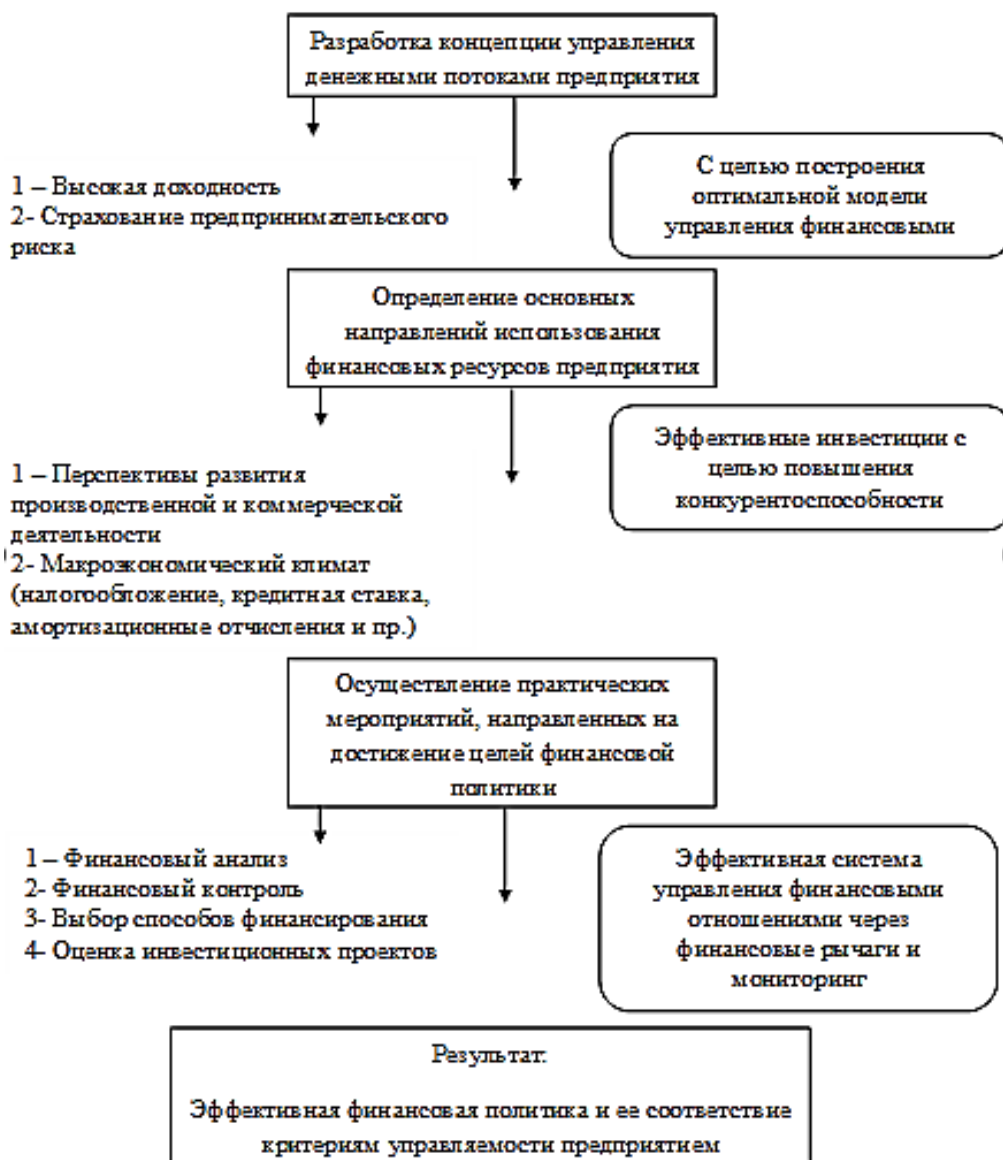 Разработка концепции управления
денежными потоками предприятия
1 – Высокая доходность
2- Страхование предпринимательского
риска
С целью построения
оптимальной модели
управления финансовыми
Определение основных
направлений использования
финансовых ресурсов предприятия
Эффективные инвестиции с
целью повышения
конкурентоспособности
1 – Перспективы развития
производственной и коммерческой
деятельности
2- Макроэкономический климат
(налогообложение, кредитная ставка,
амортизационные отчисления и пр.)
Осуществление практических
мероприятий, направленных на
достижение целей финансовой
политики
1 – Финансовый анализ
2- Финансовый контроль
3- Выбор способов финансирования
4- Оценка инвестиционных проектов
Эффективная система
управления финансовыми
отношениями через
финансовые рычаги и
мониторинг
Результат:
Эффективная финансовая политика и ее соответствие
критериям управляемости предприятием